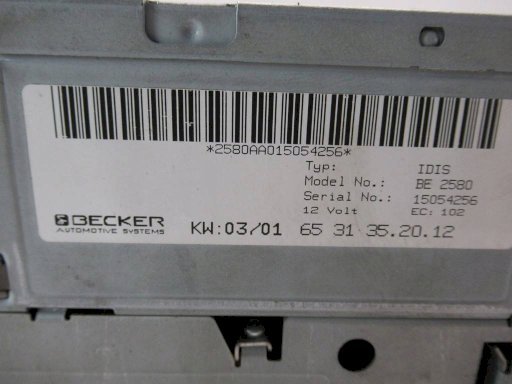 *2580AA015054256*
Typ: IDIS
Model No.: BE 2580
Serial No.: 15054256
12 Volt EC: 102
BECKER
AUTOMOTIVE SYSTEMS
KW:03/01 65 31 35.20.12